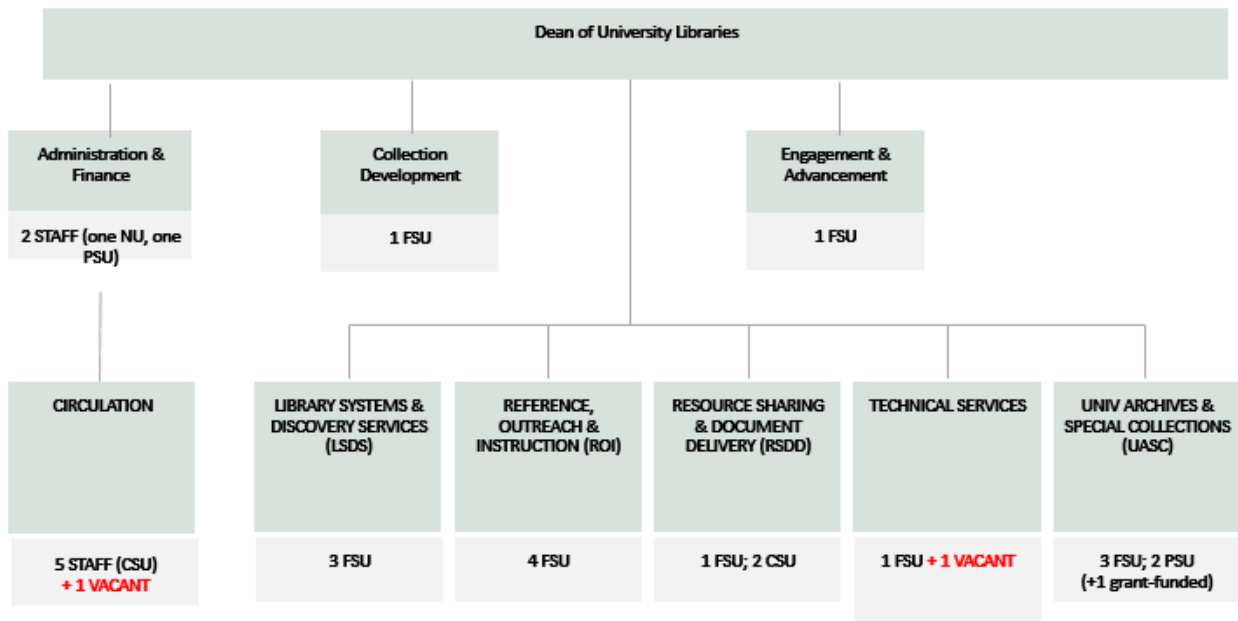 Dean of University Libraries
Administration &
Finance
2 STAFF (one NU, one
PSU)
Collection
Development
1 FSU
Engagement &
Advancement
1 FSU
CIRCULATION
5 STAFF (CSU)
+ 1 VACANT
LIBRARY SYSTEMS &
DISCOVERY SERVICES
(LSDS)
3 FSU
REFERENCE,
OUTREACH &
INSTRUCTION (ROI)
4 FSU
RESOURCE SHARING
& DOCUMENT
DELIVERY (RSDD)
1 FSU; 2 CSU
TECHNICAL SERVICES
1 FSU + 1 VACANT
UNIV ARCHIVES &
SPECIAL COLLECTIONS
(UASC)
3 FSU; 2 PSU
(+1 grant-funded)